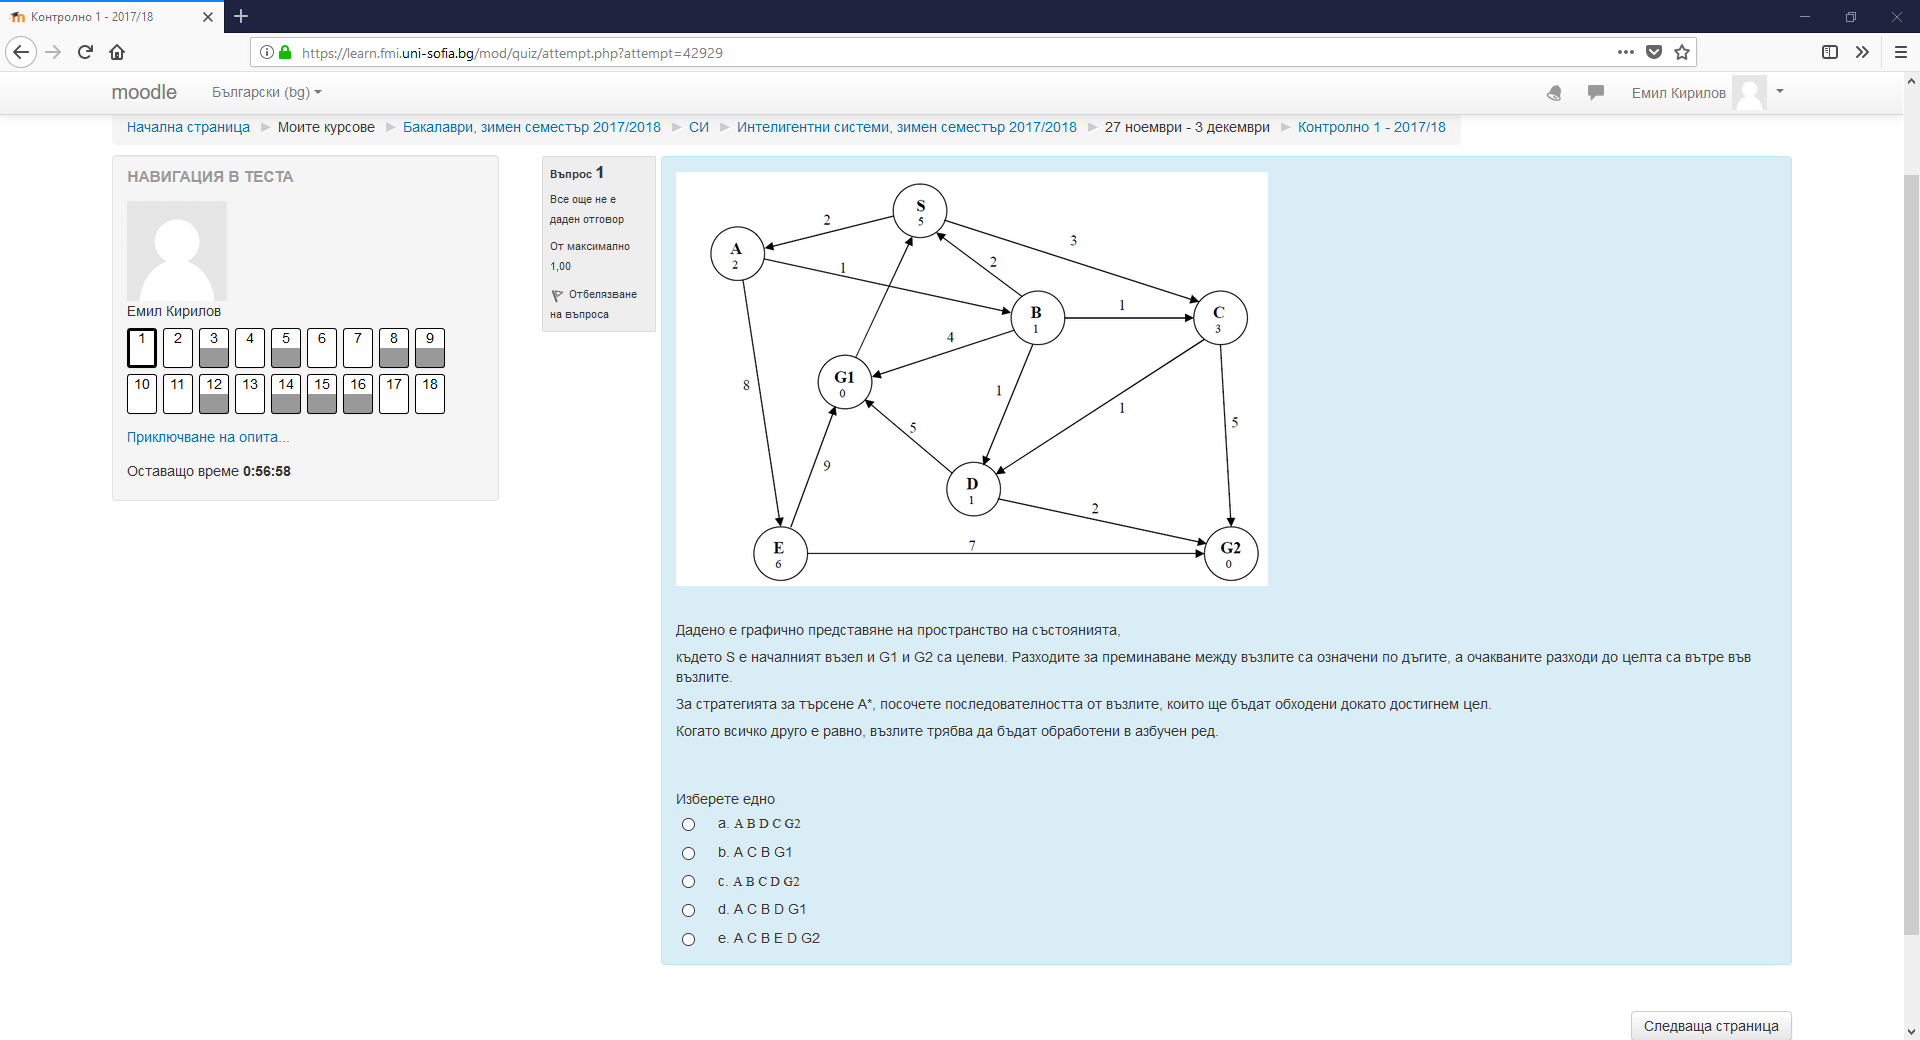 Контролно 1 - 2017/18
https://learn.fmi.uni-sofia.bg/mod/quiz/attempt.php?attempt=42929
moodle
Български (bg)
Емил Кирилов
Начална страница ► Моите курсове ► Бакалаври, зимен семестър 2017/2018 ► СИ ► Интелигентни системи, зимен семестър 2017/2018 ► 27 ноември - 3 декември ► Контролно 1 - 2017/18
НАВИГАЦИЯ В ТЕСТА
Емил Кирилов
1 2 3 4 5 6 7 8 9
10 11 12 13 14 15 16 17 18
Приключване на опита...
Оставащо време 0:56:58
Въпрос 1
Все още не е
даден отговор
От максимално
1,00
Отбелязване
на въпроса
S
5
2
3
A
2
1
2
B
1
1
C
3
4
G1
0
8
1
1
5
5
9
D
1
2
E
6
7
G2
0
Дадено е графично представяне на пространство на състоянията,
където S е началният възел и G1 и G2 са целеви. Разходите за преминаване между възлите са означени по дъгите, а очакваните разходи до целта са вътре във
възлите.
За стратегията за търсене A*, посочете последователността от възлите, които ще бъдат обходени докато достигнем цел.
Когато всичко друго е равно, възлите трябва да бъдат обработени в азбучен ред.
Изберете едно
a. A B D C G2
b. A C B G1
c. A B C D G2
d. A C B D G1
e. A C B E D G2
Следваща страница